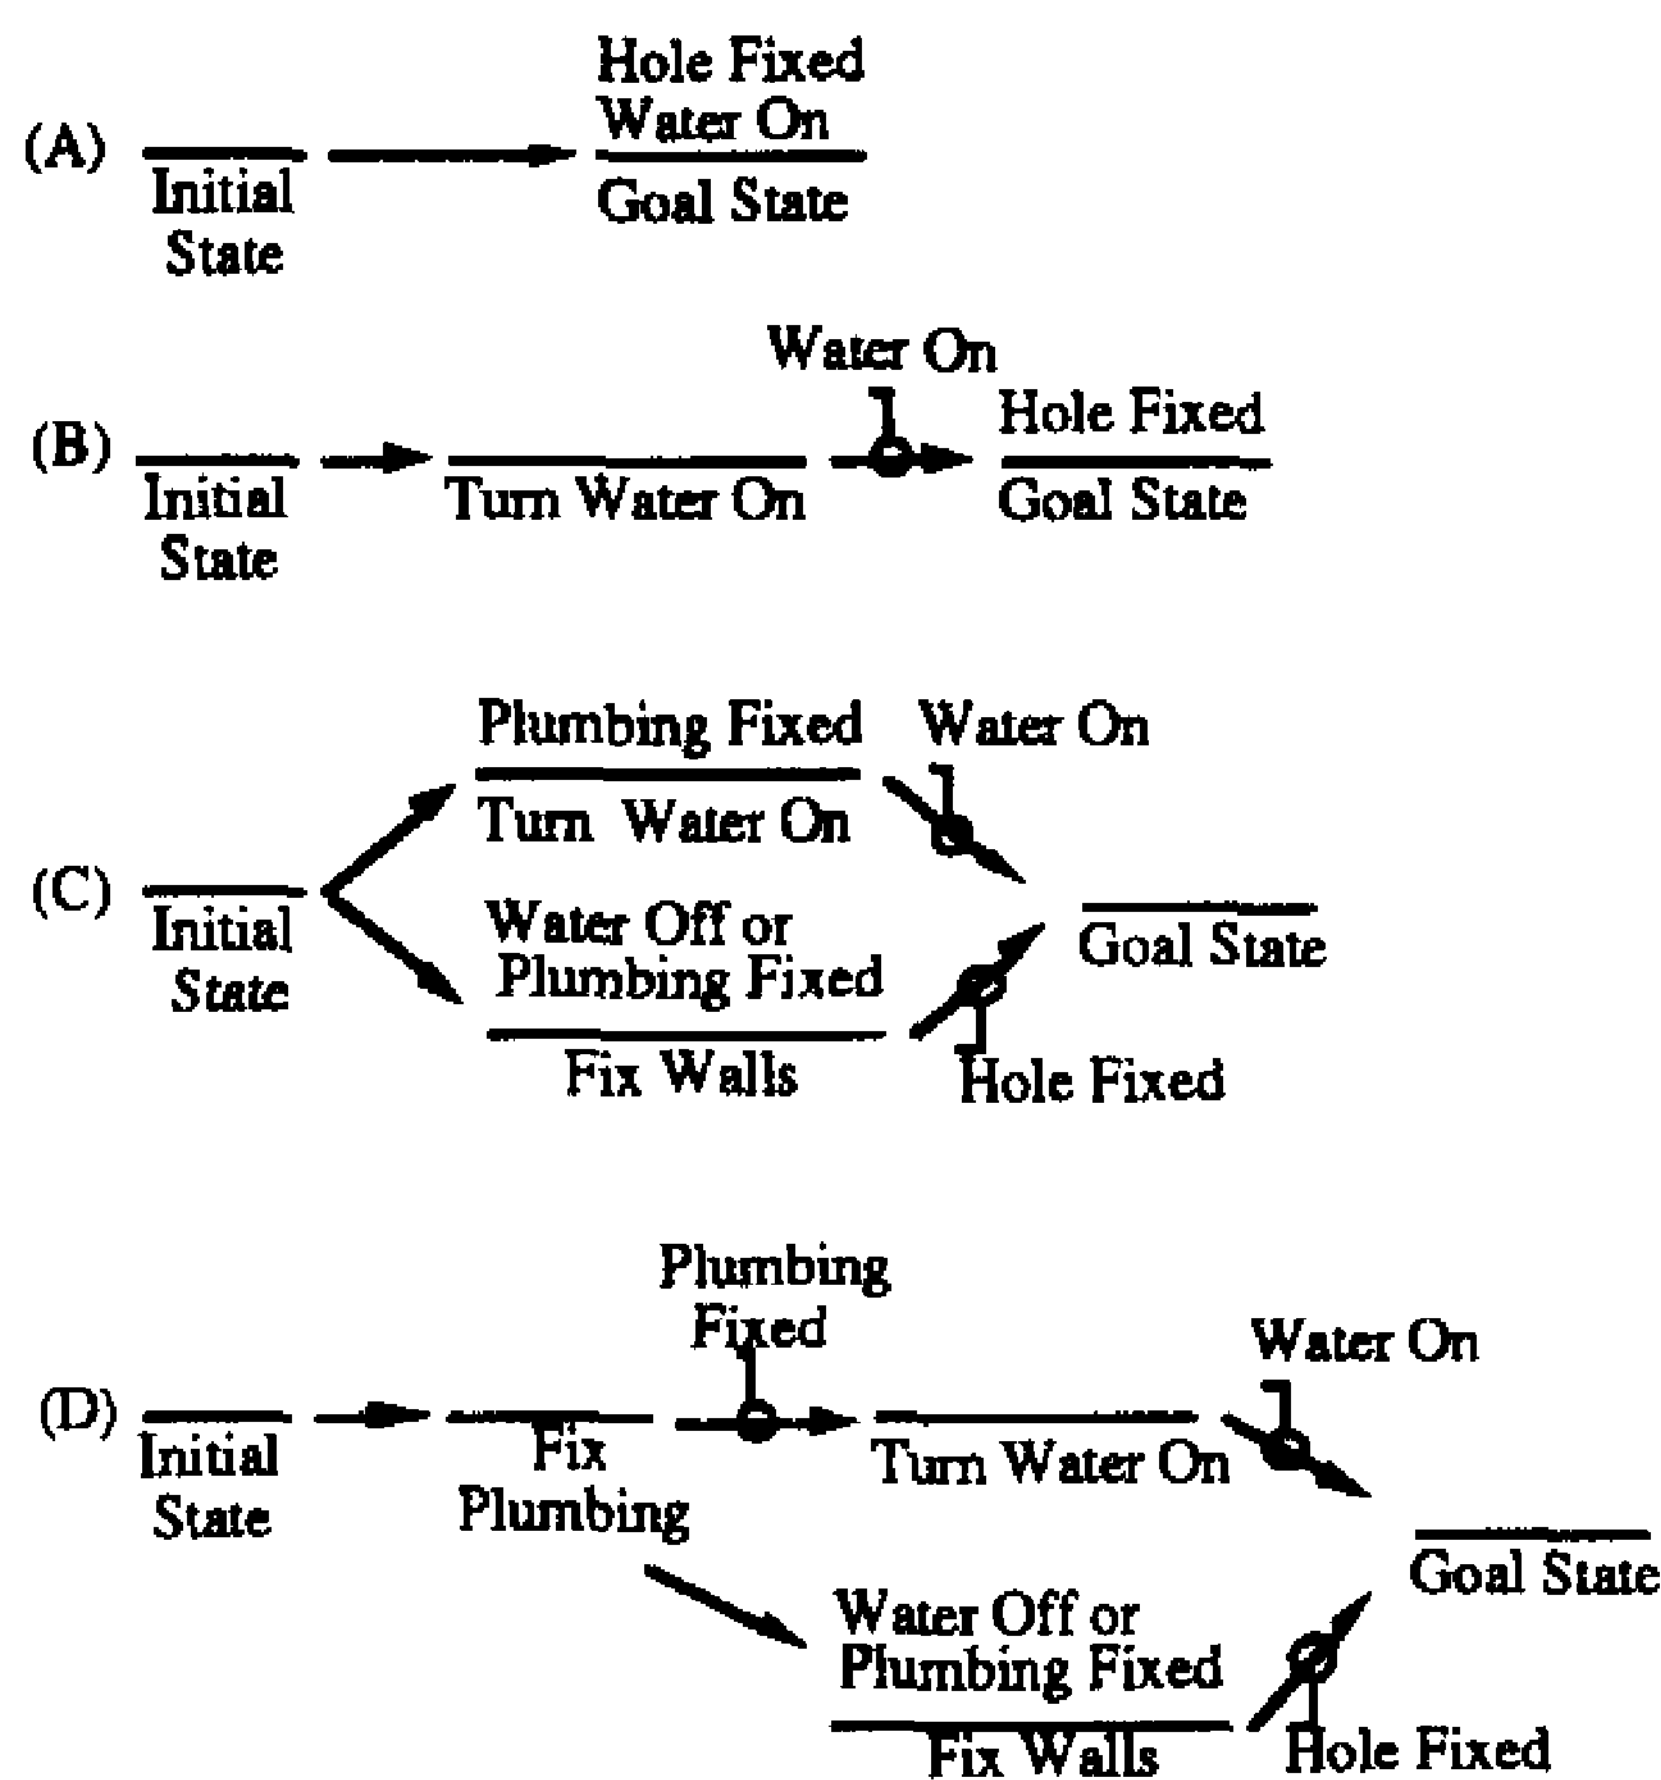 Hole Fixed
Water On
(A)
Initial
State
Goal State
Water On
Hole Fixed
(B)
Initial
State
Turn Water On
Goal State
Plumbing Fixed
Water On
Turn Water On
(C)
Initial
State
Water Off or
Plumbing Fixed
Goal State
Fix Walls
Hole Fixed
Plumbing
Fixed
Water On
(D)
Initial
State
Fix
Plumbing
Turn Water On
Goal State
Water Off or
Plumbing Fixed
Fix Walls
Hole Fixed